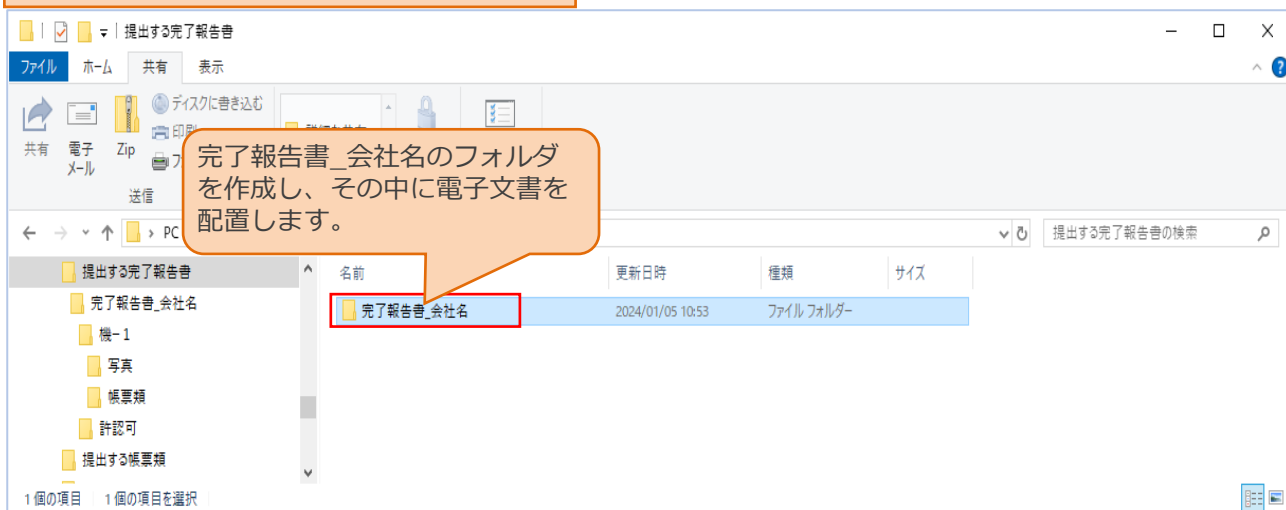 提出する完了報告書
ファイル ホーム 共有 表示
ディスクに書き込む
印刷
共有 電子メール Zip
送信
完了報告書_会社名のフォルダ
を作成し、その中に電子文書を
配置します。
PC
提出する完了報告書の検索
提出する完了報告書
完了報告書_会社名
機-1
写真
帳票類
許認可
提出する帳票類
名前 更新日時 種類 サイズ
完了報告書_会社名 2024/01/05 10:53 ファイル フォルダー
1 個の項目 1 個の項目を選択